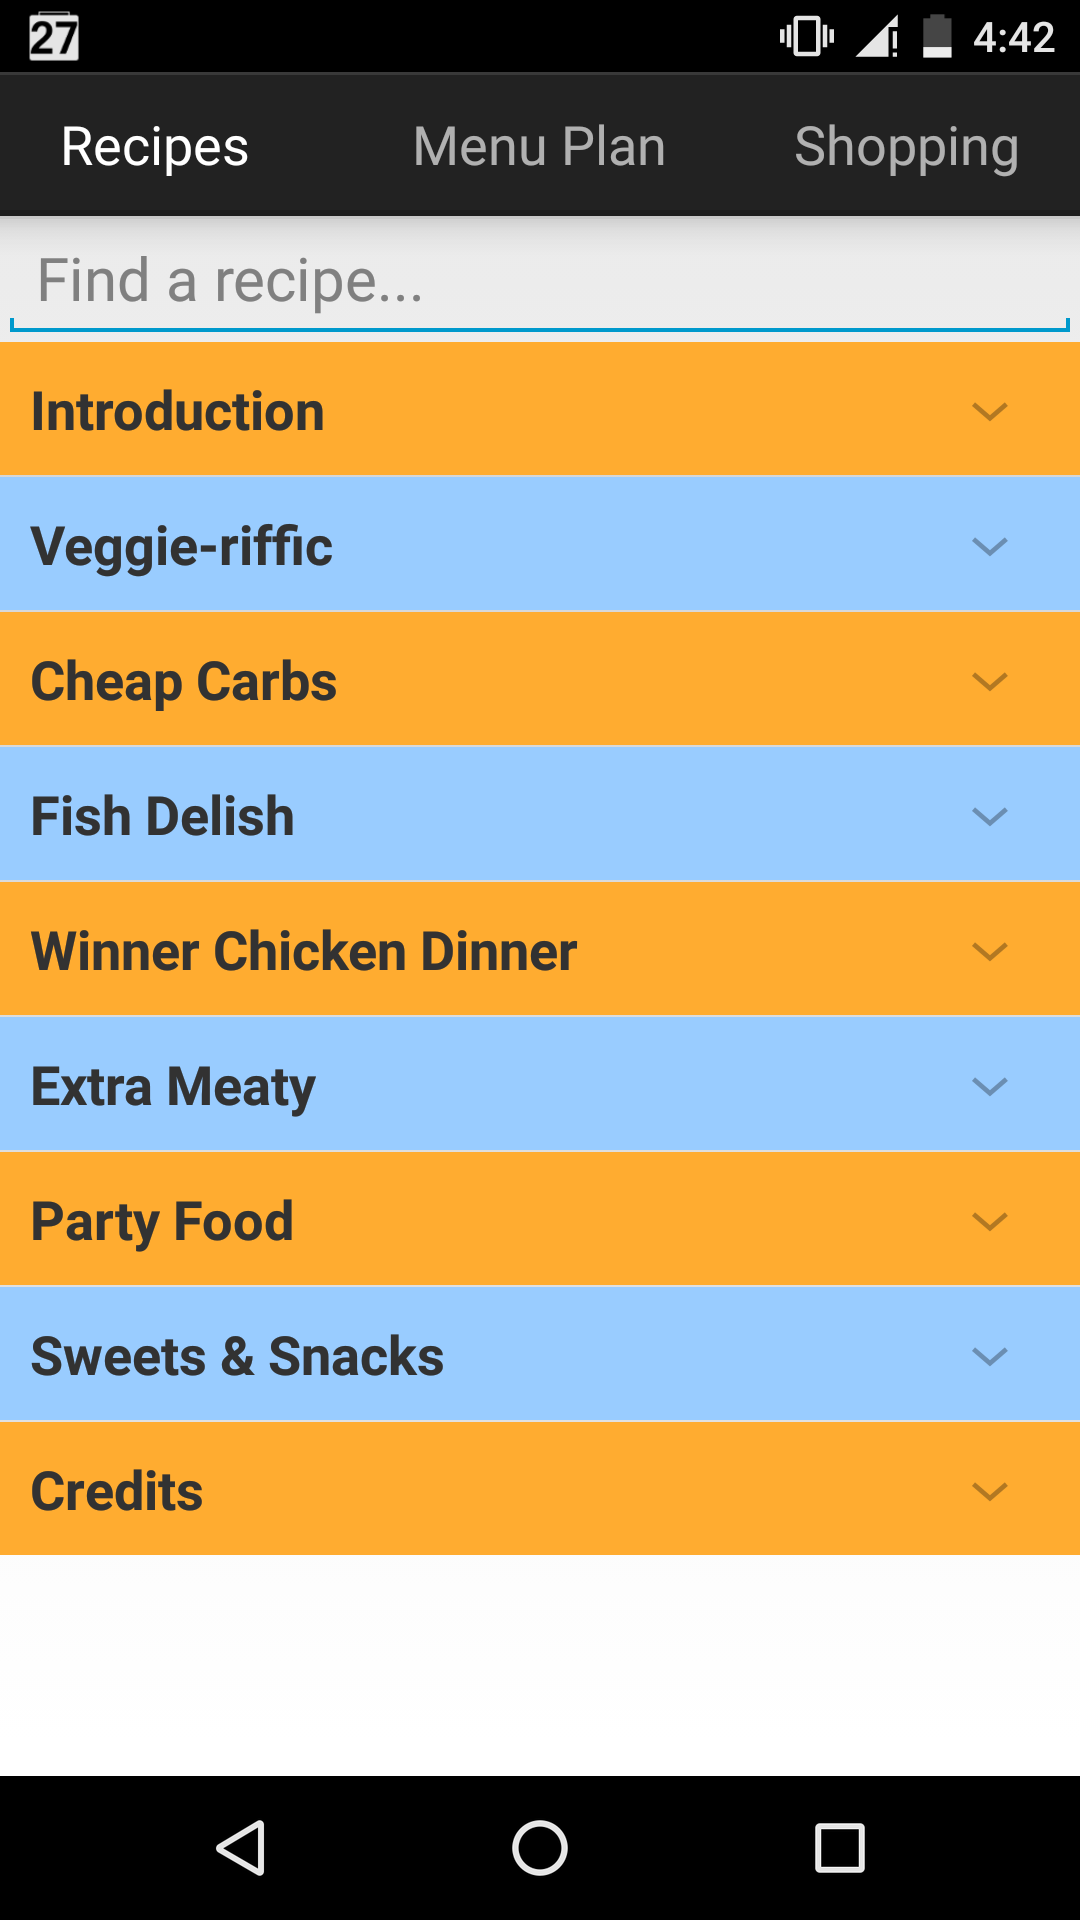 27 4:42
Recipes Menu Plan Shopping
Find a recipe...
Introduction
Veggie-riffic
Cheap Carbs
Fish Delish
Winner Chicken Dinner
Extra Meaty
Party Food
Sweets & Snacks
Credits